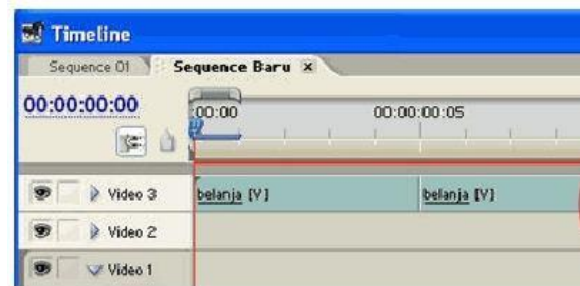 Timeline
Sequence 01 Sequence Baru x
00:00:00:00 :00:00 00:00:00:05
Video 3 belanja [V] belanja [V]
Video 2
Video 1